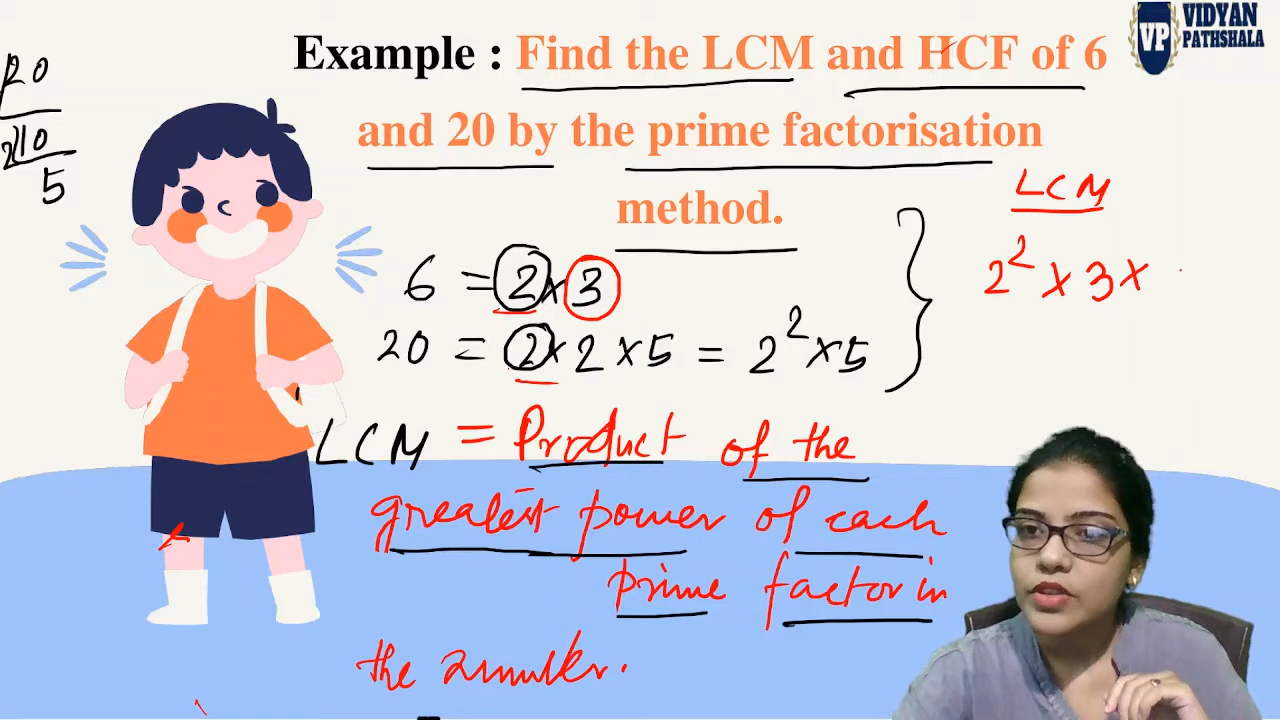 VIDYAN
PATHSHALA
VP
Example : Find the LCM and HCF of 6
and 20 by the prime factorisation
method.
20
2 10
5
6 = 2 × 3
20 = 2 × 2 × 5 = 2² × 5
LCM
2² × 3 ×
LCM = Product of the
greatest power of each
prime factor in
the